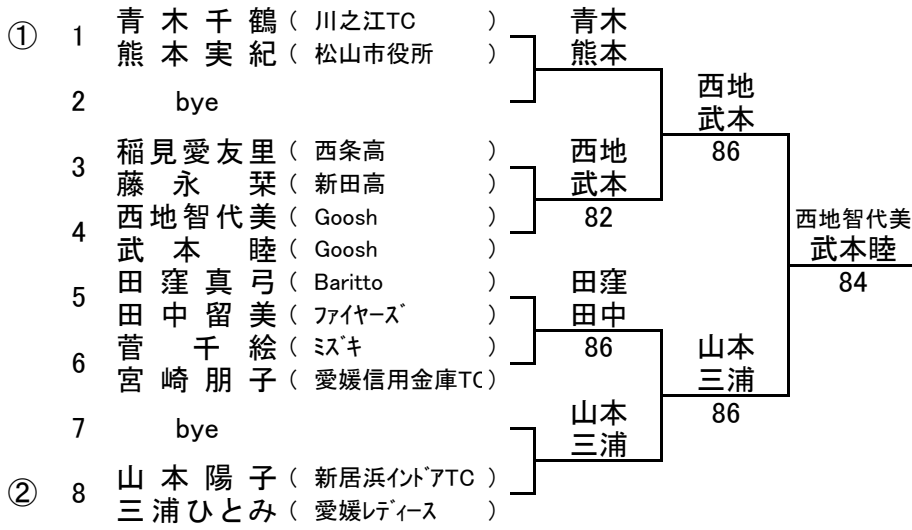 ① 1 青木千鶴 ( 川之江TC )
熊本実紀 ( 松山市役所 )
2 bye
3 稲見愛友里 ( 西条高 )
藤永栞 ( 新田高 )
4 西地智代美 ( Goosh )
武本睦 ( Goosh )
5 田窪真弓 ( Baritto )
田中留美 ( ファイヤーズ )
6 菅千絵 ( ミズキ )
宮崎朋子 ( 愛媛信用金庫TC )
7 bye
② 8 山本陽子 ( 新居浜インドアTC )
三浦ひとみ ( 愛媛レディース )
青木
熊本
西地
武本
82
田窪
田中
86
山本
三浦
西地
武本
86
山本
三浦
86
西地智代美
武本睦
84